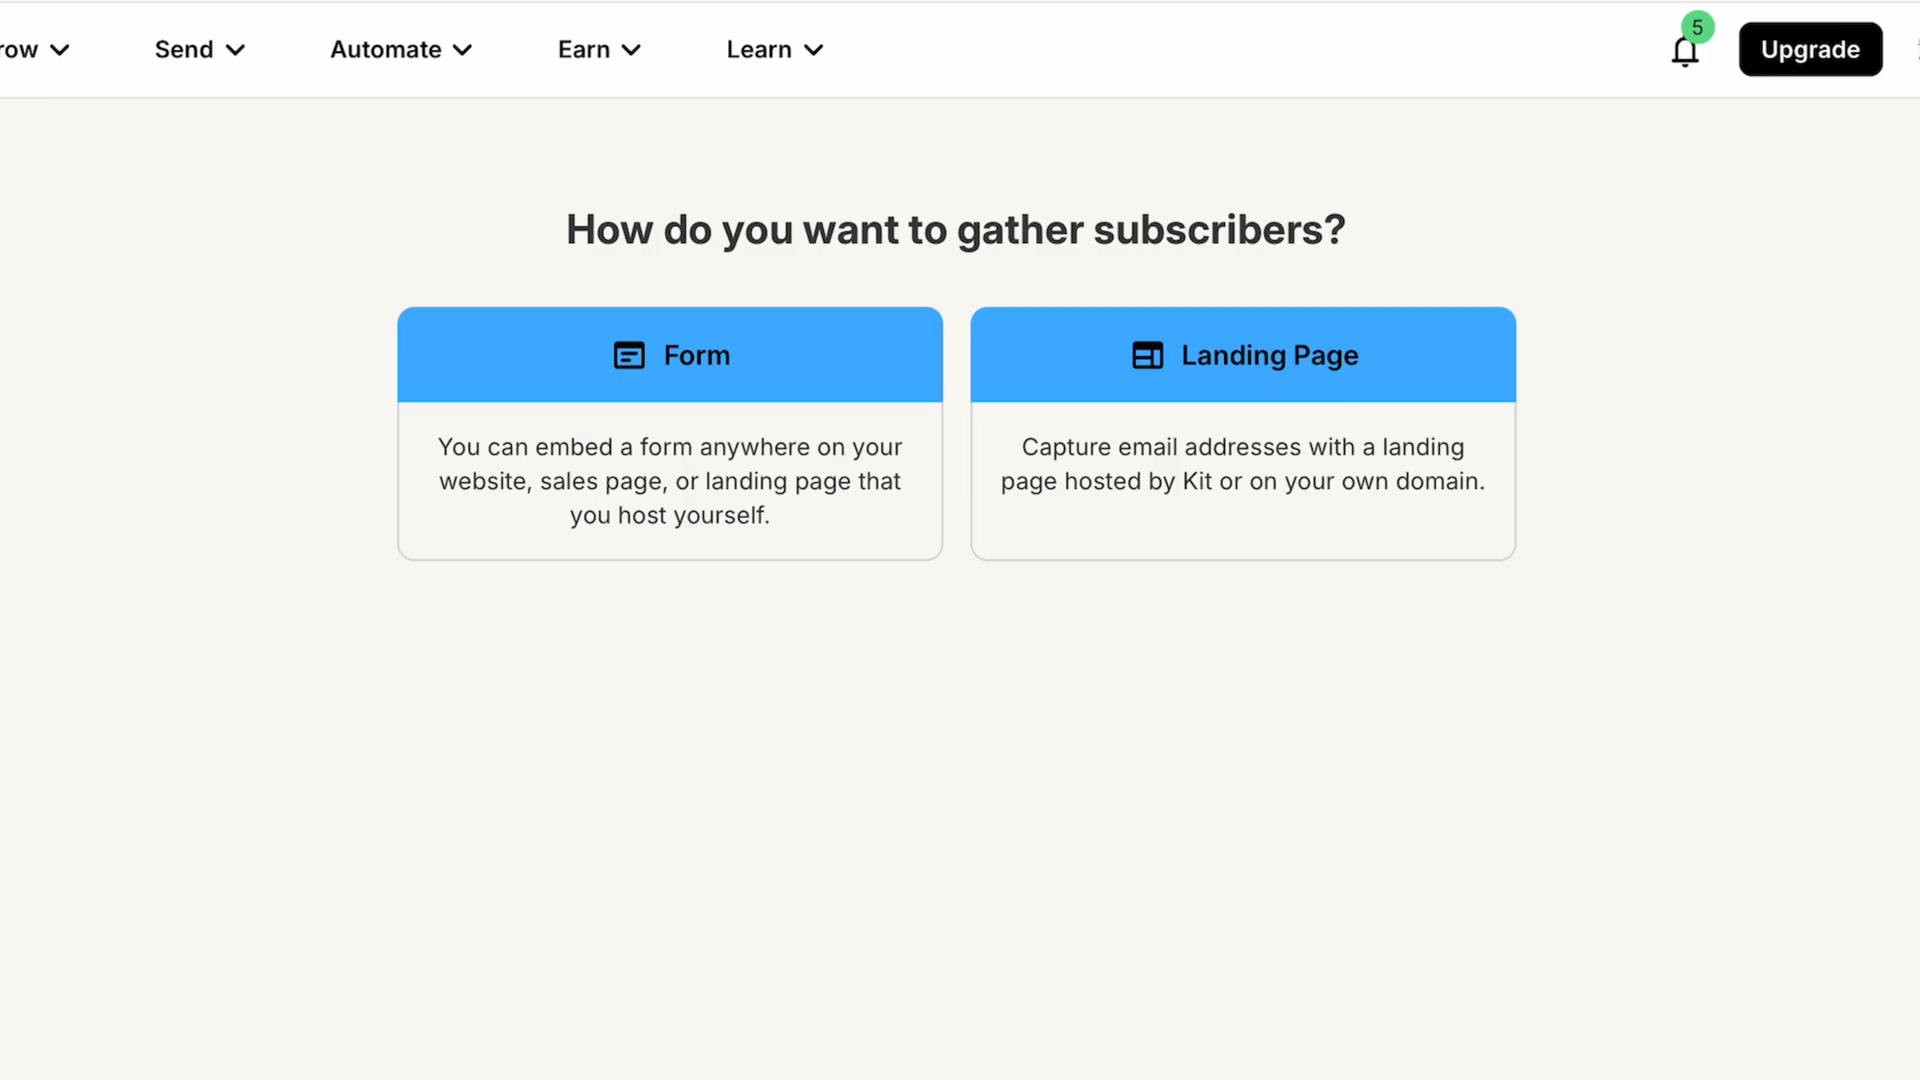 row
Send
Automate
Earn
Learn
5
Upgrade
How do you want to gather subscribers?
Form
You can embed a form anywhere on your
website, sales page, or landing page that
you host yourself.
Landing Page
Capture email addresses with a landing
page hosted by Kit or on your own domain.